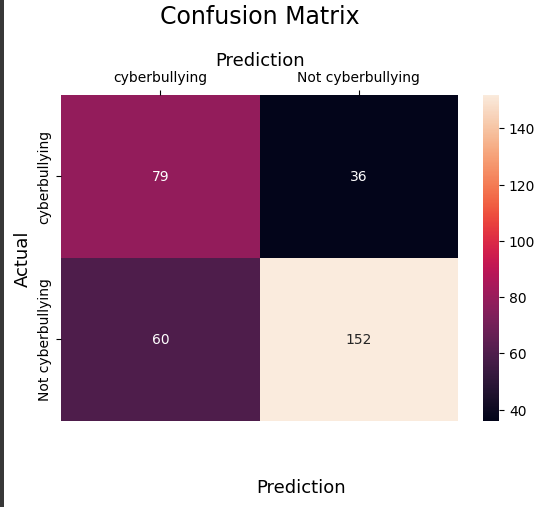 Confusion Matrix
Prediction
cyberbullying Not cyberbullying
Actual
cyberbullying
79 36
Not cyberbullying
60 152
140
120
100
80
60
40
Prediction